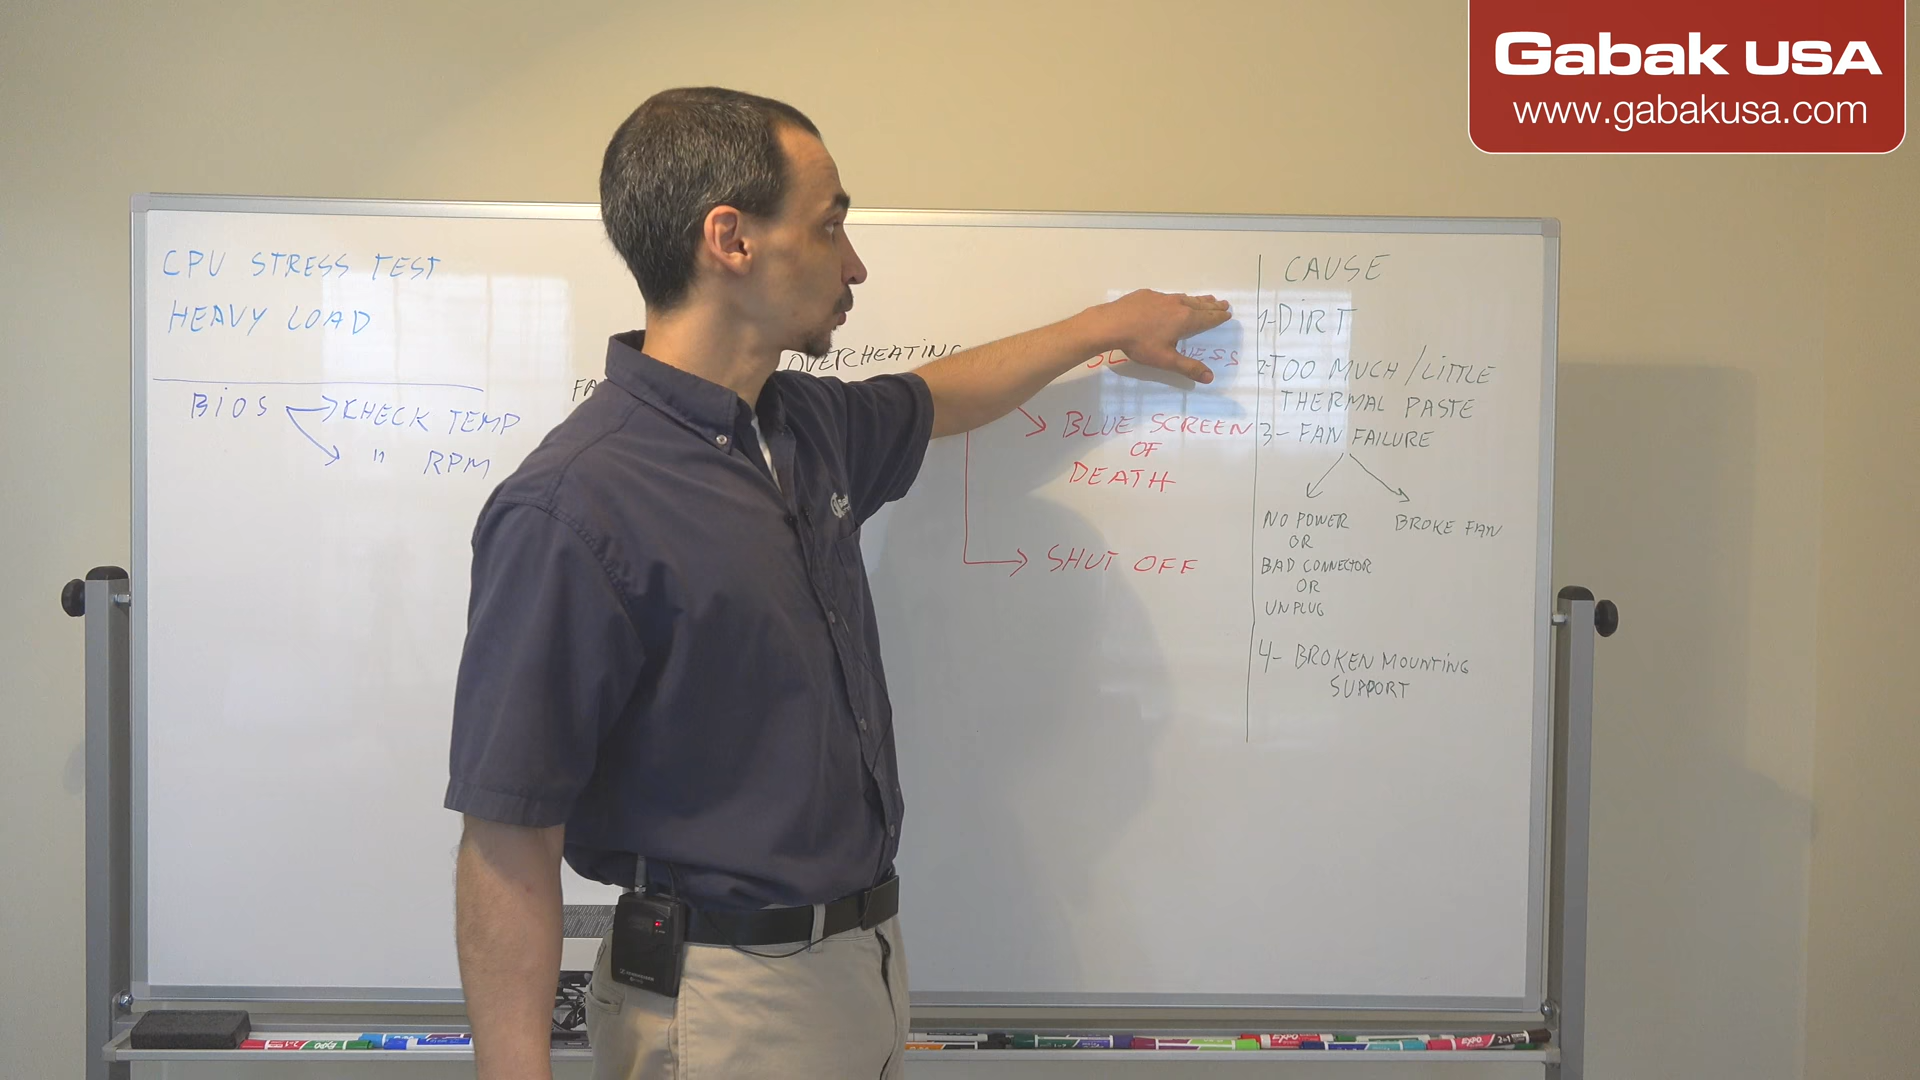 Gabak USA
www.gabakusa.com
CPU STRESS TEST
HEAVY LOAD
BIOS
CHECK TEMP
" RPM
OVERHEATING
BLUE SCREEN
OF
DEATH
SHUT OFF
CAUSE
1-DIRT
2-TOO MUCH/LITTLE
THERMAL PASTE
3- FAN FAILURE
NO POWER
OR
BAD CONNECTOR
OR
UNPLUG
BROKE FAN
4- BROKEN MOUNTING
SUPPORT
EXPO
EXPO